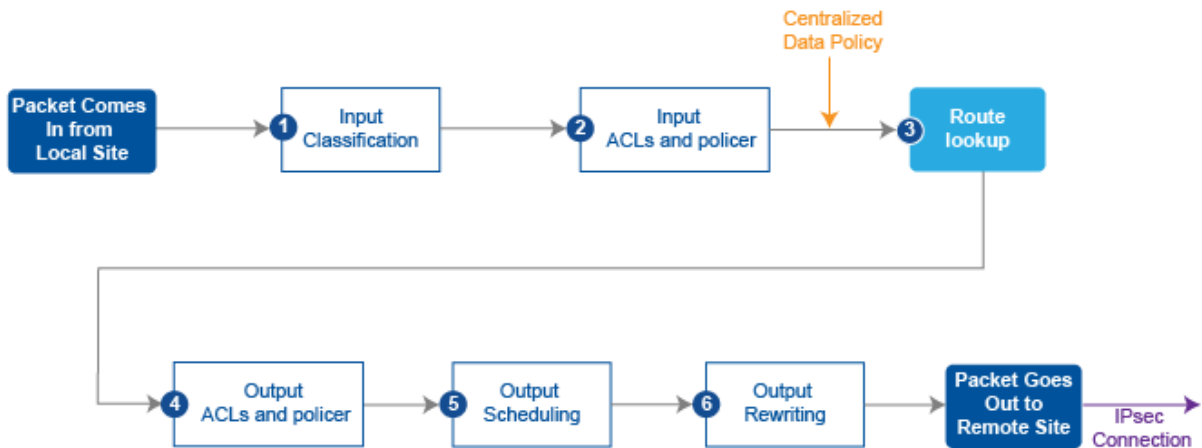 Centralized
Data Policy
Packet Comes
In from
Local Site
1
Input
Classification
2
Input
ACLs and policer
3
Route
lookup
4
Output
ACLs and policer
5
Output
Scheduling
6
Output
Rewriting
Packet Goes
Out to
Remote Site
IPsec
Connection